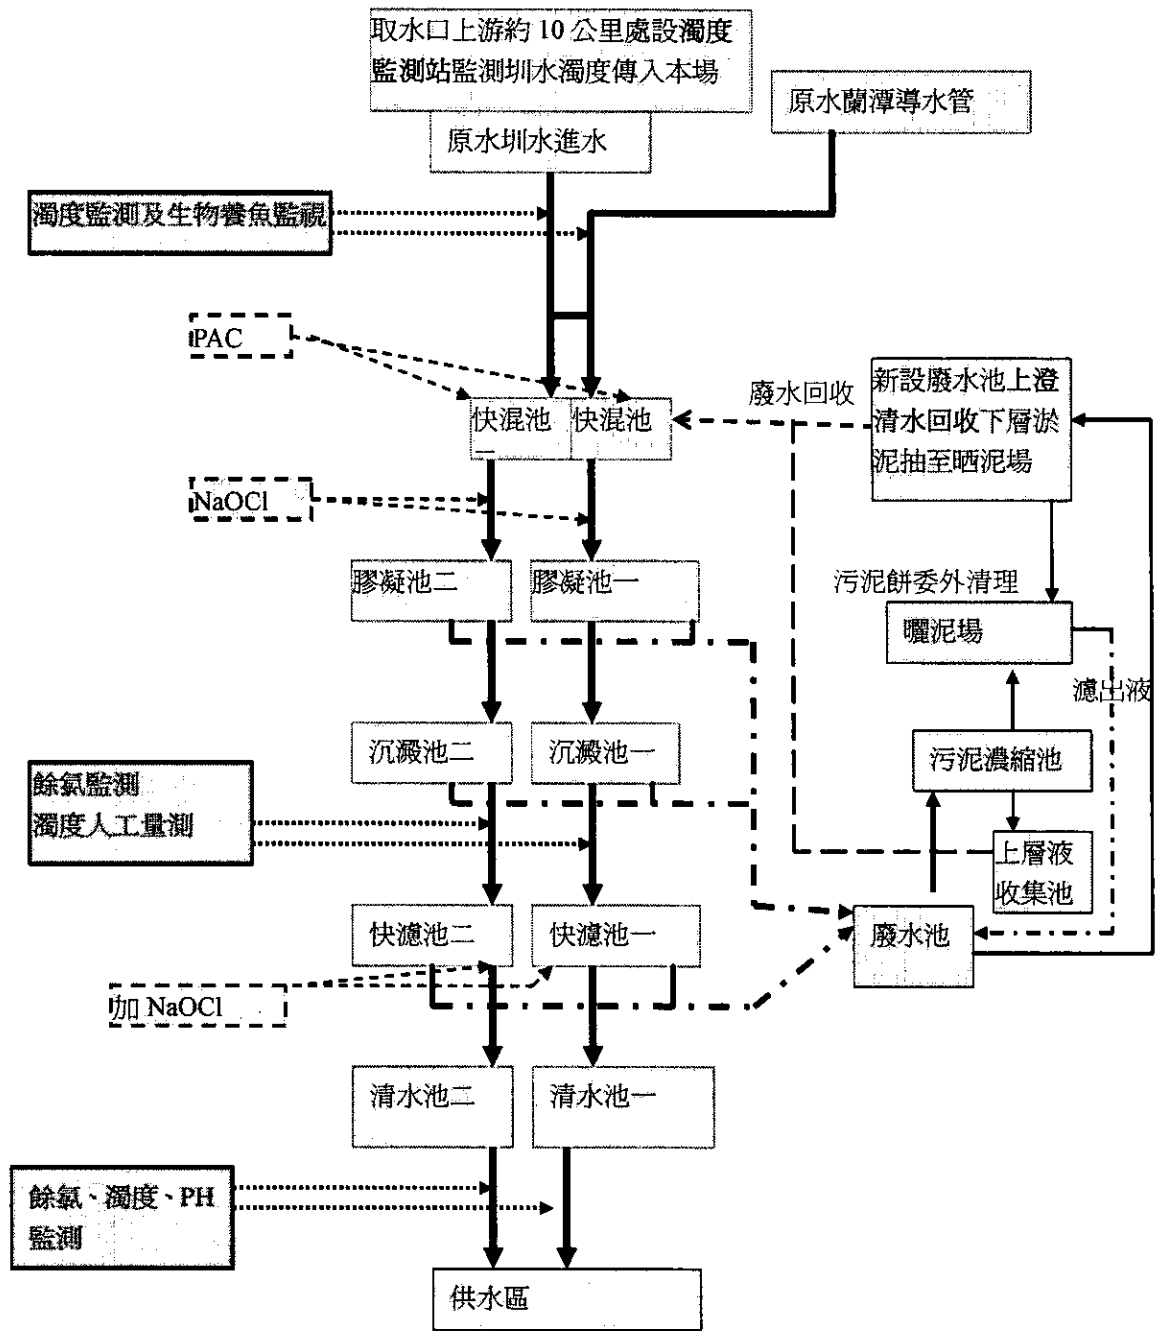 取水口上游約 10 公里處設濁度
監測站監測圳水濁度傳入本場
原水蘭潭導水管
原水圳水進水
濁度監測及生物養魚監視
PAC
快混池
二
快混池
廢水回收
新設廢水池上澄
清水回收下層淤
泥抽至晒泥場
NaOCl
膠凝池二
膠凝池一
污泥餅委外清理
曬泥場
濾出液
沉澱池二
沉澱池一
污泥濃縮池
餘氯監測
濁度人工量測
上層液
收集池
快濾池二
快濾池一
廢水池
加 NaOCl
清水池二
清水池一
餘氯、濁度、PH
監測
供水區